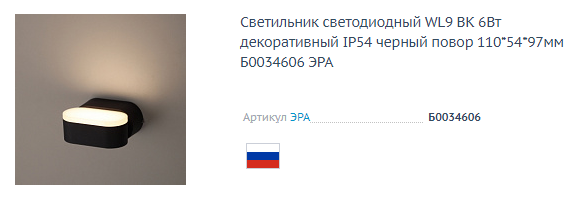 Светильник светодиодный WL9 BK 6Вт
декоративный IP54 черный повор 110*54*97мм
Б0034606 ЭРА
Артикул ЭРА Б0034606